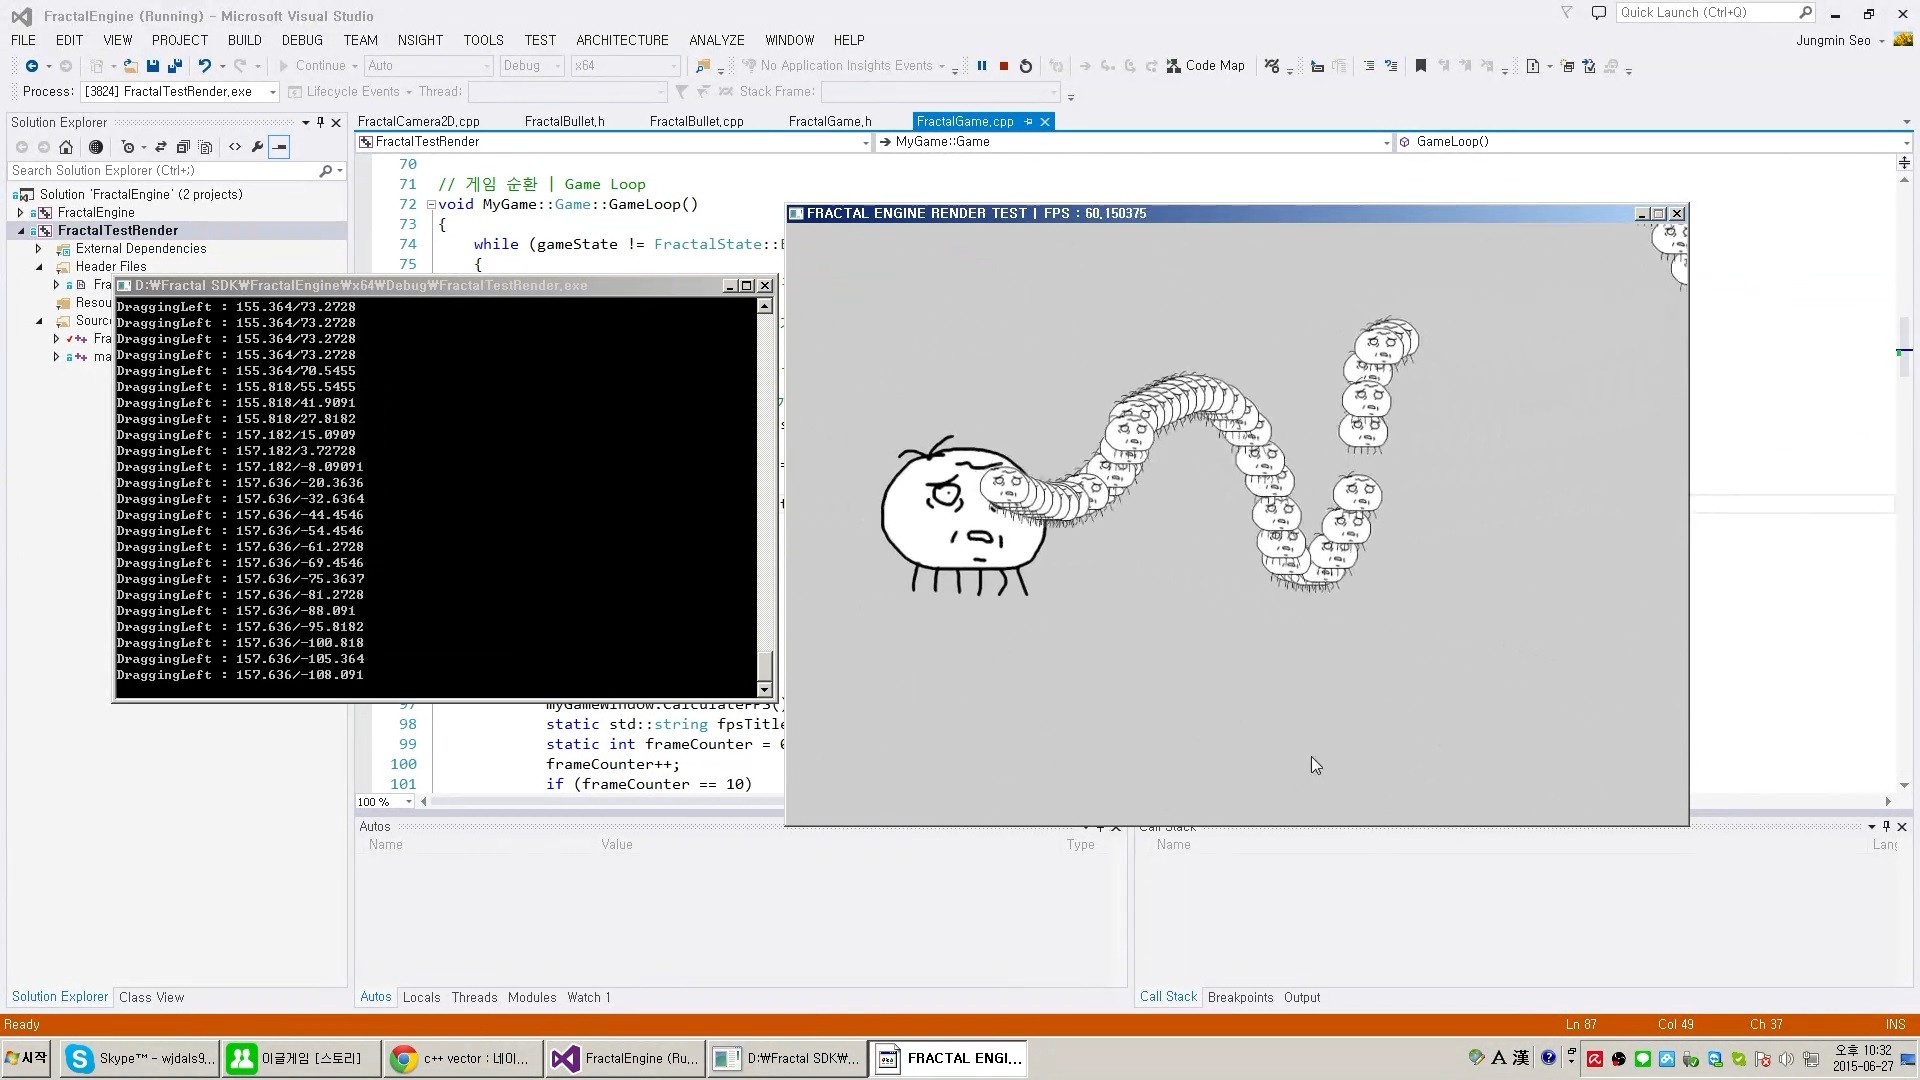 FractalEngine (Running) - Microsoft Visual Studio
Quick Launch (Ctrl+Q)
FILE EDIT VIEW PROJECT BUILD DEBUG TEAM NSIGHT TOOLS TEST ARCHITECTURE ANALYZE WINDOW HELP
Jungmin Seo
Continue Auto Debug x64 No Application Insights Events Code Map
Process: [3824] FractalTestRender.exe Lifecycle Events Thread: Stack Frame:
Solution Explorer
FractalCamera2D.cpp FractalBullet.h FractalBullet.cpp FractalGame.h FractalGame.cpp
FractalTestRender MyGame::Game GameLoop()
Search Solution Explorer (Ctrl+;)
Solution 'FractalEngine' (2 projects)
FractalEngine
FractalTestRender
External Dependencies
Header Files
Fra
Resou
Sourc
Fra
ma
70
71 // 게임 순환 | Game Loop
72 void MyGame::Game::GameLoop()
73 {
74 while (gameState != FractalState::E
75 {
D:₩Fractal SDK₩FractalEngine₩x64₩Debug₩FractalTestRender.exe
DraggingLeft : 155.364/73.2728
DraggingLeft : 155.364/73.2728
DraggingLeft : 155.364/73.2728
DraggingLeft : 155.364/73.2728
DraggingLeft : 155.364/70.5455
DraggingLeft : 155.818/55.5455
DraggingLeft : 155.818/41.9091
DraggingLeft : 155.818/27.8182
DraggingLeft : 157.182/15.0909
DraggingLeft : 157.182/3.72728
DraggingLeft : 157.182/-8.09091
DraggingLeft : 157.636/-20.3636
DraggingLeft : 157.636/-32.6364
DraggingLeft : 157.636/-44.4546
DraggingLeft : 157.636/-54.4546
DraggingLeft : 157.636/-61.2728
DraggingLeft : 157.636/-69.4546
DraggingLeft : 157.636/-75.3637
DraggingLeft : 157.636/-81.2728
DraggingLeft : 157.636/-88.091
DraggingLeft : 157.636/-95.8182
DraggingLeft : 157.636/-100.818
DraggingLeft : 157.636/-105.364
DraggingLeft : 157.636/-108.091
FRACTAL ENGINE RENDER TEST | FPS : 60.150375
97 myGameWindow.CalculateFPS()
98 static std::string fpsTitle
99 static int frameCounter = 0
100 frameCounter++;
101 if (frameCounter == 10)
100 %
Autos
Name Value Type
Call Stack
Name Lang
Solution Explorer Class View
Autos Locals Threads Modules Watch 1
Call Stack Breakpoints Output
Ready Ln 87 Col 49 Ch 37 INS
시작 Skype™ - wjdals9... 이글게임 [스토리] c++ vector : 네이... FractalEngine (Ru... D:₩Fractal SDK₩... FRACTAL ENGI...
A 漢
오후 10:32
2015-06-27